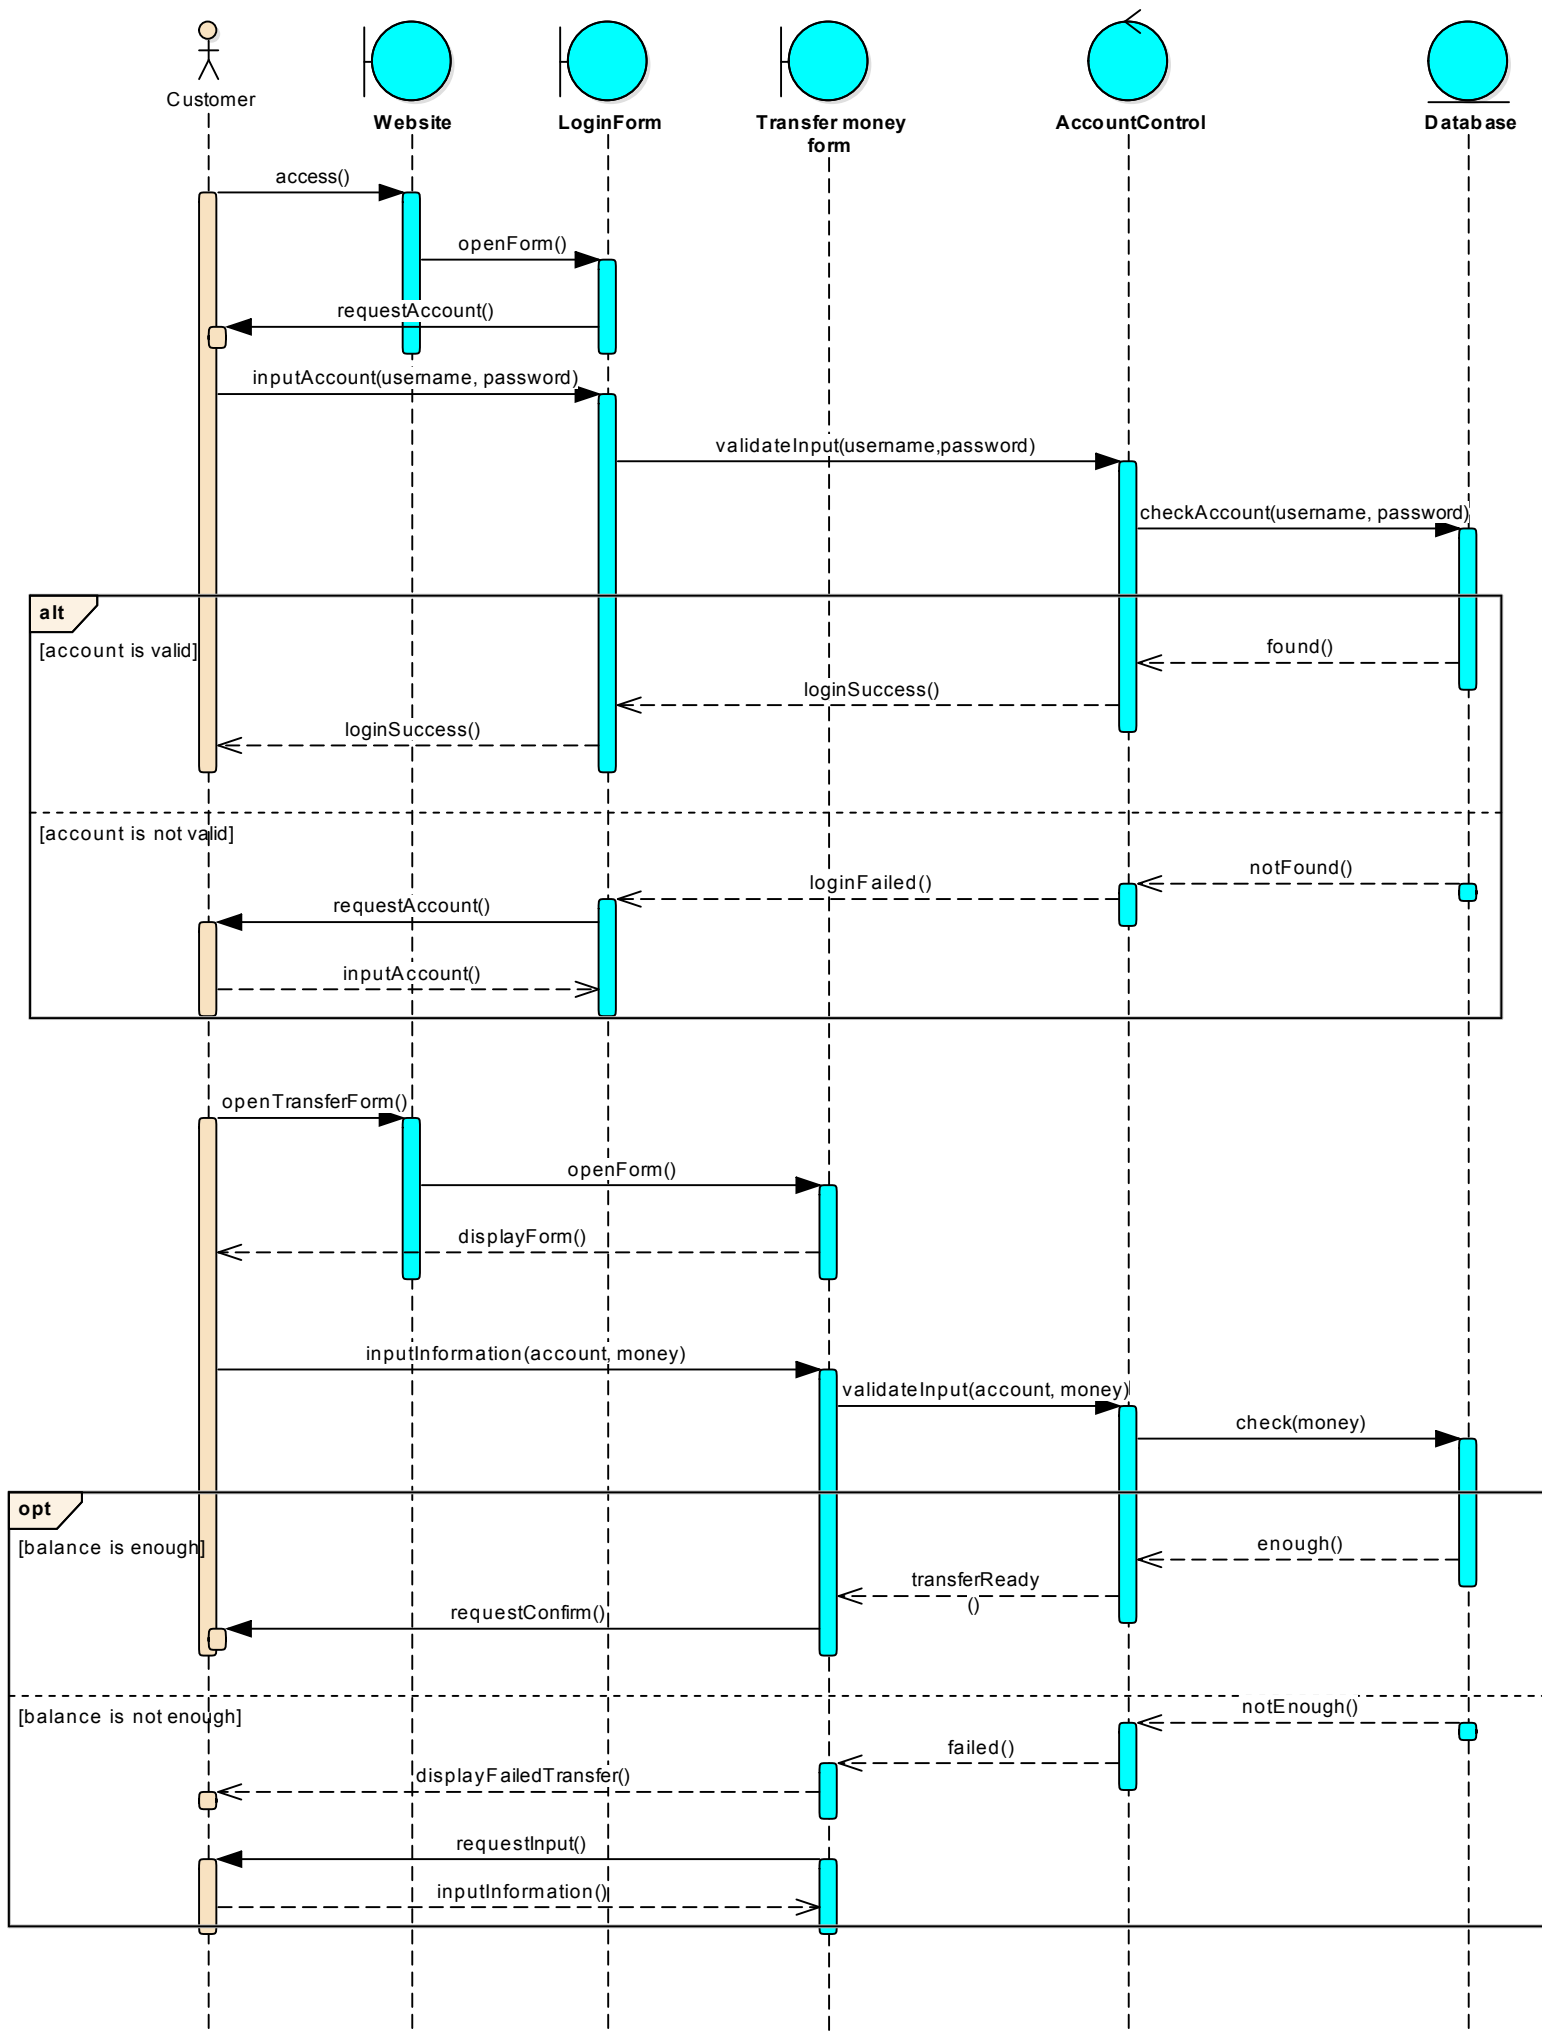 Customer
Website
LoginForm
Transfer money
form
AccountControl
Database
access()
openForm()
requestAccount()
inputAccount(username, password)
validateInput(username,password)
checkAccount(username, password)
alt
[account is valid]
found()
loginSuccess()
loginSuccess()
[account is not valid]
notFound()
loginFailed()
requestAccount()
inputAccount()
openTransferForm()
openForm()
displayForm()
inputInformation(account, money)
validateInput(account, money)
check(money)
opt
[balance is enough]
enough()
transferReady
()
requestConfirm()
[balance is not enough]
notEnough()
failed()
displayFailedTransfer()
requestInput()
inputInformation()